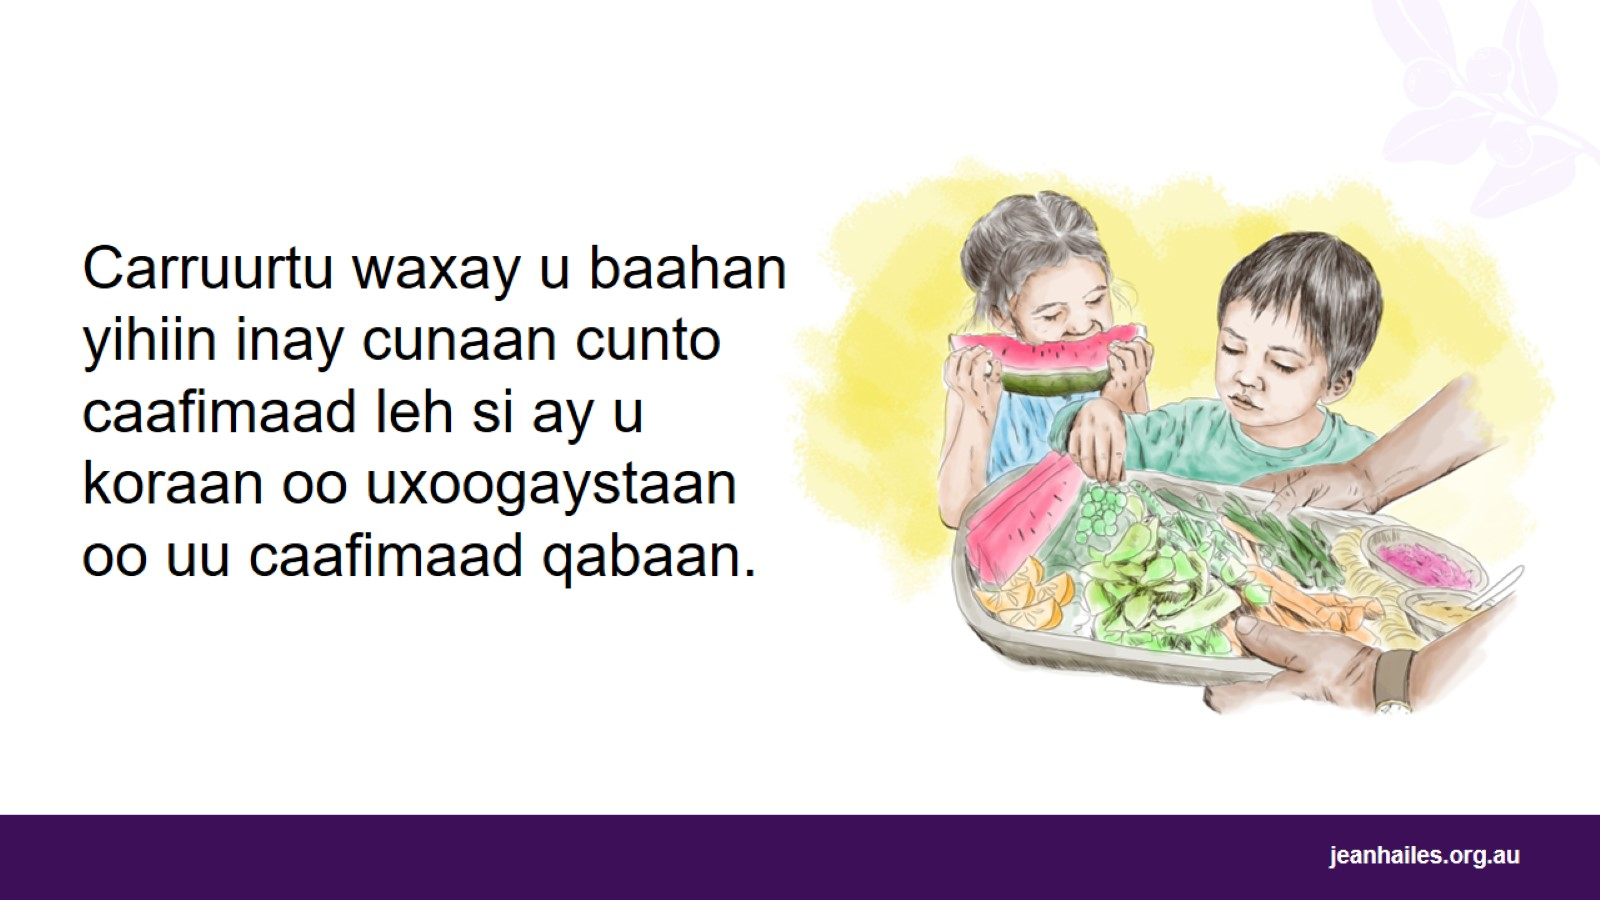 Carruurtu waxay u baahan
yihiin inay cunaan cunto
caafimaad leh si ay u
koraan oo uxoogaystaan
oo uu caafimaad qabaan.
jeanhailes.org.au